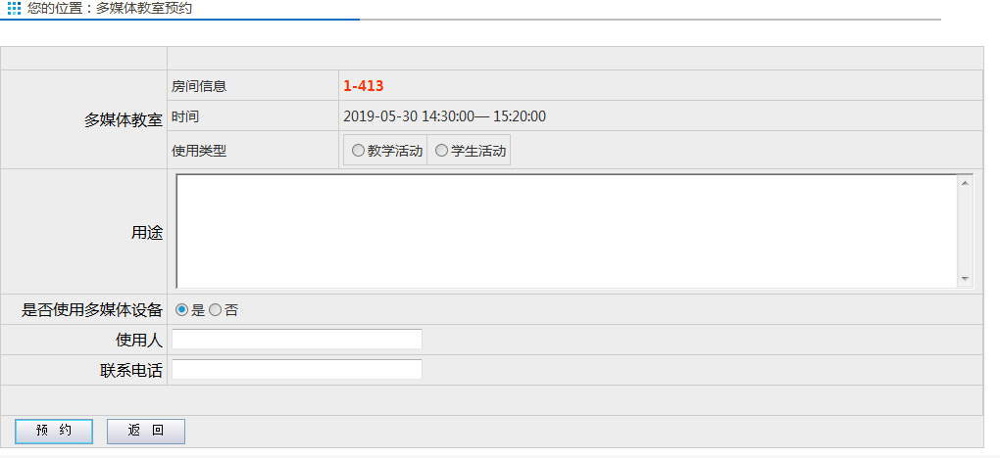 您的位置：多媒体教室预约
多媒体教室
房间信息 1-413
时间 2019-05-30 14:30:00— 15:20:00
使用类型 教学活动 学生活动
用途
是否使用多媒体设备 是 否
使用人
联系电话
预 约 返 回